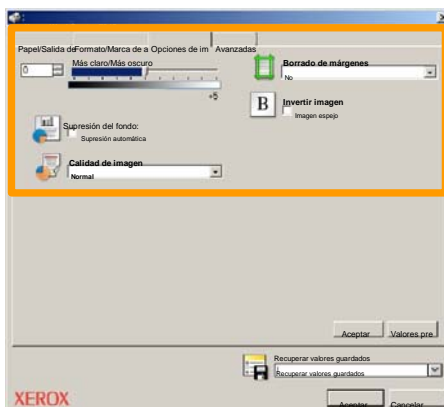 Papel/Salida de Formato/Marca de a Opciones de im Avanzadas
Más claro/Más oscuro
0
+5
Borrado de márgenes
No
B
Invertir imagen
Imagen espejo
Supresión del fondo:
Supresión automática
Calidad de imagen
Normal
Aceptar Valores pre
Recuperar valores guardados
Recuperar valores guardados
XEROX
Aceptar Cancelar